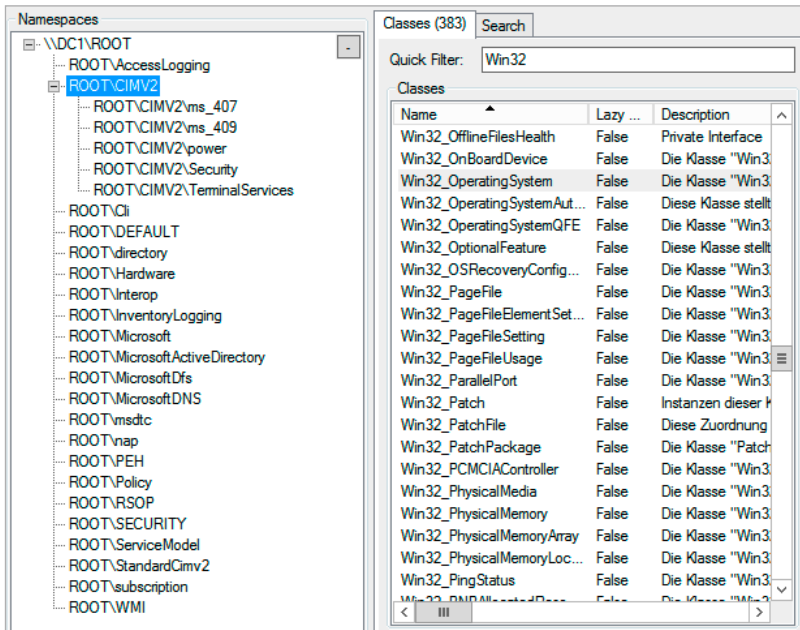 Namespaces
\\DC1\ROOT
-
ROOT\AccessLogging
ROOT\CIMV2
ROOT\CIMV2\ms_407
ROOT\CIMV2\ms_409
ROOT\CIMV2\power
ROOT\CIMV2\Security
ROOT\CIMV2\TerminalServices
ROOT\Cli
ROOT\DEFAULT
ROOT\directory
ROOT\Hardware
ROOT\Interop
ROOT\InventoryLogging
ROOT\Microsoft
ROOT\MicrosoftActiveDirectory
ROOT\MicrosoftDfs
ROOT\MicrosoftDNS
ROOT\msdtc
ROOT\nap
ROOT\PEH
ROOT\Policy
ROOT\RSOP
ROOT\SECURITY
ROOT\ServiceModel
ROOT\StandardCimv2
ROOT\subscription
ROOT\WMI
Classes (383) Search
Quick Filter: Win32
Classes
Name Lazy ... Description
Win32_OfflineFilesHealth False Private Interface
Win32_OnBoardDevice False Die Klasse "Win3
Win32_OperatingSystem False Die Klasse "Win3
Win32_OperatingSystemAut... False Diese Klasse stellt
Win32_OperatingSystemQFE False Die Klasse "Win3
Win32_OptionalFeature False Diese Klasse stellt
Win32_OSRecoveryConfig... False Die Klasse "Win3
Win32_PageFile False Die Klasse "Win3
Win32_PageFileElementSet... False Die Klasse "Win3
Win32_PageFileSetting False Die Klasse "Win3
Win32_PageFileUsage False Die Klasse "Win3
Win32_ParallelPort False Die Klasse "Win3
Win32_Patch False Instanzen dieser K
Win32_PatchFile False Diese Zuordnung
Win32_PatchPackage False Die Klasse "Patch
Win32_PCMCIAController False Die Klasse "Win3
Win32_PhysicalMedia False Die Klasse "Win3
Win32_PhysicalMemory False Die Klasse "Win3
Win32_PhysicalMemoryArray False Die Klasse "Win3
Win32_PhysicalMemoryLoc... False Die Klasse "Win3
Win32_PingStatus False Die Klasse "Win3